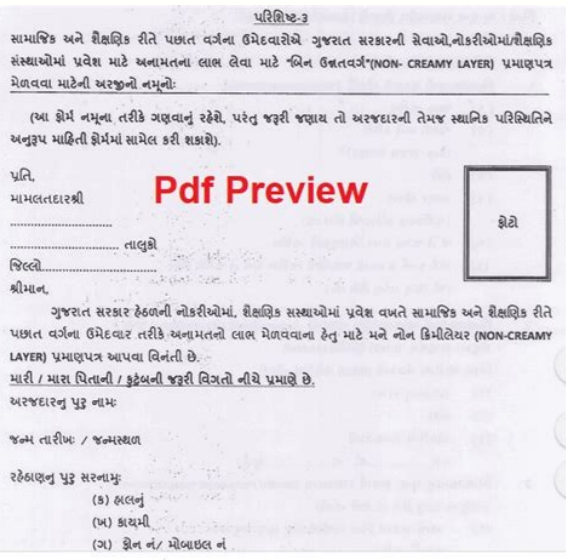 પરિશિષ્ટ-૩
સામાજિક અને શૈક્ષણિક રીતે પછાત વર્ગના ઉમેદવારોએ ગુજરાત સરકારની સેવાઓ,નોકરીઓમાં/શૈક્ષણિક
સંસ્થાઓમાં પ્રવેશ માટે અનામતના લાભ લેવા માટે "બિન ઉન્નતવર્ગ"(NON- CREAMY LAYER) પ્રમાણપત્ર
મેળવવા માટેની અરજીનો નમૂનોઃ
(આ ફોર્મ નમૂના તરીકે ગણવાનું રહેશે, પરંતુ જરૂરી જણાય તો અરજદારની તેમજ સ્થાનિક પરિસ્થિતિને
અનુરૂપ માહિતી ફોર્મમાં સામેલ કરી શકાશે).
પ્રતિ,
મામલતદારશ્રી
Pdf Preview
ફોટો
............................
............................ તાલુકો
જિલ્લો............................
શ્રીમાન,
ગુજરાત સરકાર હેઠળની નોકરીઓમાં, શૈક્ષણિક સસ્થાઓમાં પ્રવેશ વખતે સામાજિક અને શૈક્ષણિક રીતે
પછાત વર્ગના ઉમેદવાર તરીકે અનામતનો લાભ મેળવવાના હેતુ માટે મને નોન ક્રિમીલેયર (NON-CREAMY
LAYER) પ્રમાણપત્ર આપવા વિનંતી છે.
મારી / મારા પિતાની / કુટુંબની જરૂરી વિગતો નીચે પ્રમાણે છે.
અરજદારનુ પુરુ નામઃ
જન્મ તારીખઃ / જન્મસ્થળ
રહેઠાણનુ પુરુ સરનામુઃ
(ક) હાલનું
(ખ) કાયમી
(ગ) ફોન નં/ મોબાઇલ નં